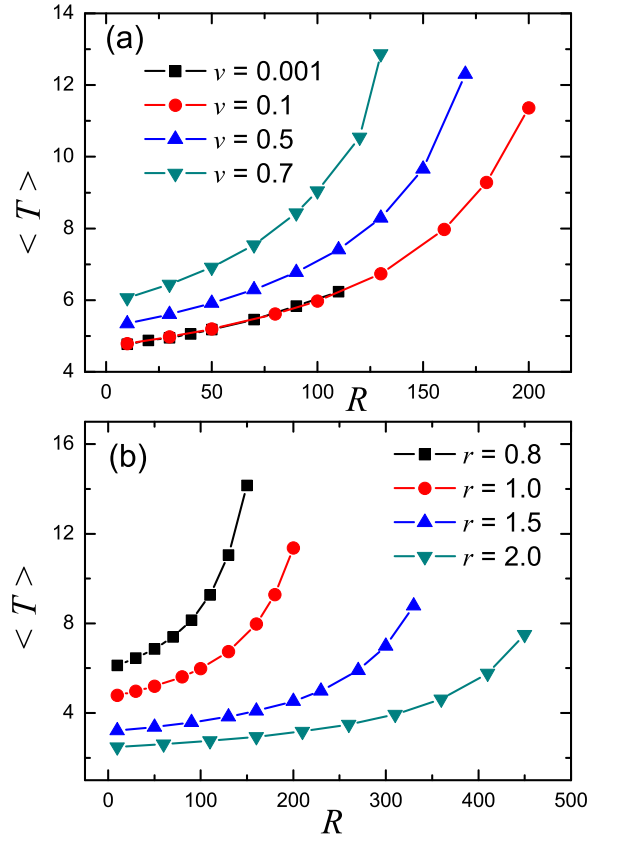 (a)
v = 0.001
v = 0.1
v = 0.5
v = 0.7
14
12
10
8
6
4
< T >
0 50 100 150 200
R
(b)
r = 0.8
r = 1.0
r = 1.5
r = 2.0
16
12
8
4
< T >
0 100 200 300 400 500
R